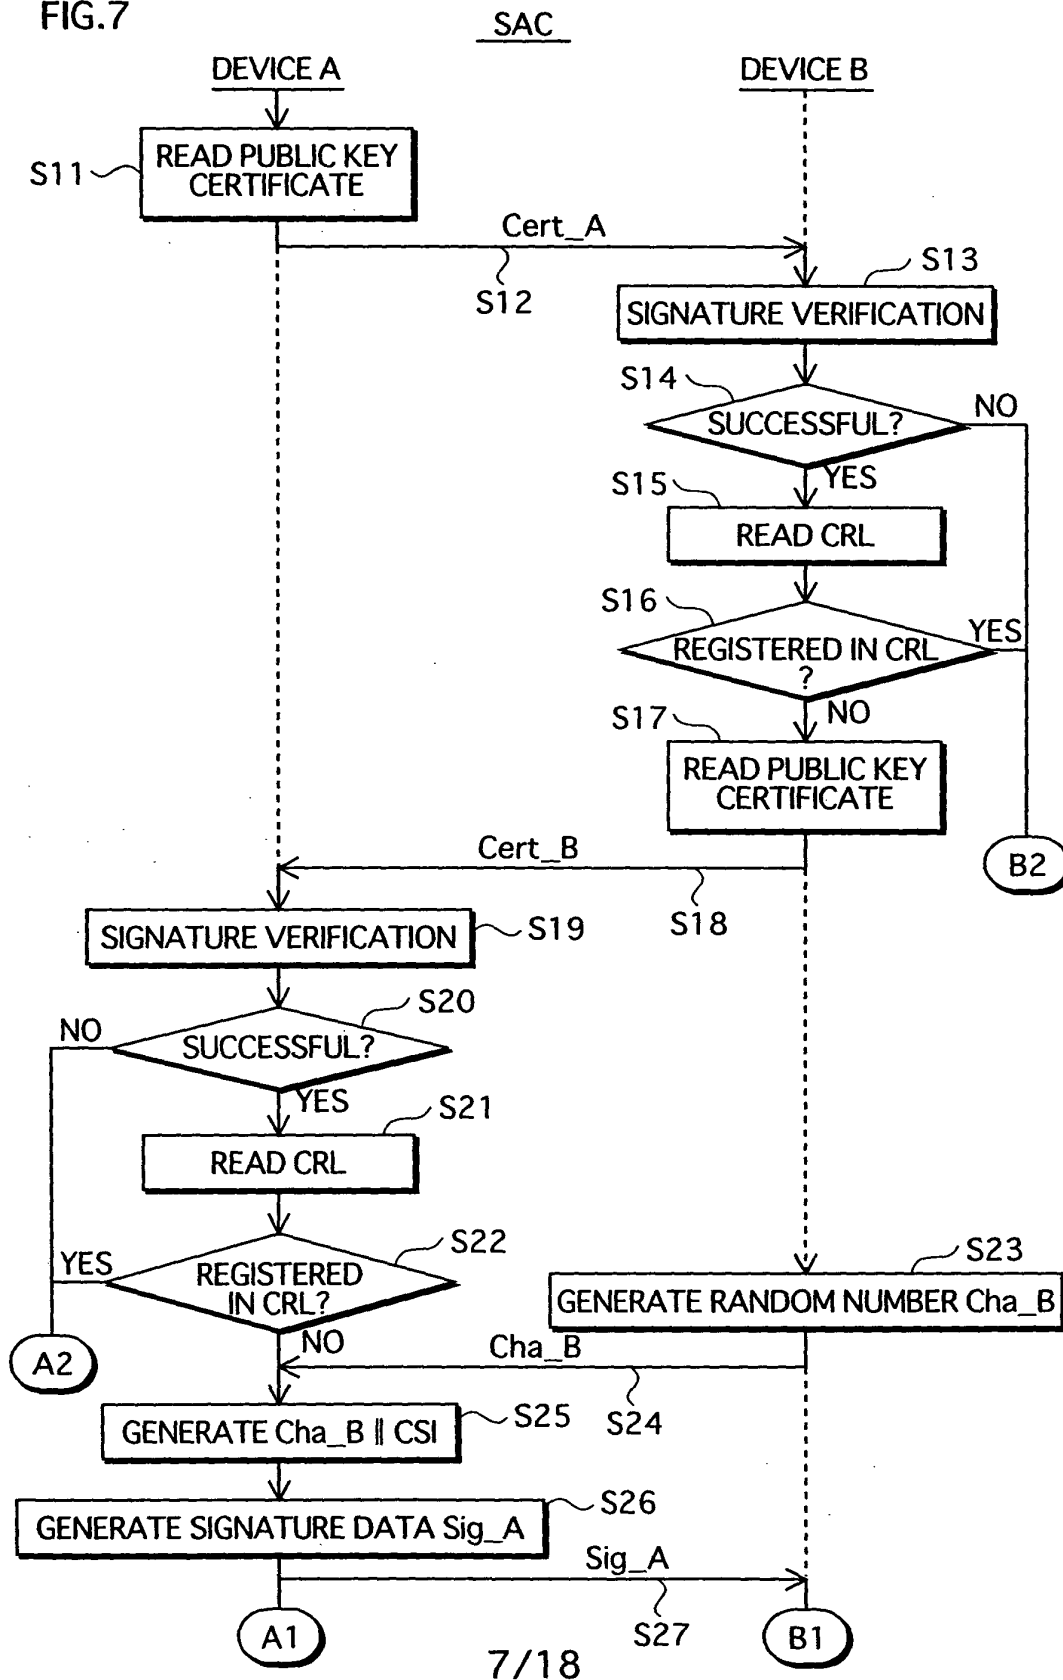 FIG.7
SAC
DEVICE A
DEVICE B
S11
READ PUBLIC KEY
CERTIFICATE
Cert_A
S12
S13
SIGNATURE VERIFICATION
S14
SUCCESSFUL?
NO
YES
S15
READ CRL
S16
REGISTERED IN CRL
?
YES
NO
S17
READ PUBLIC KEY
CERTIFICATE
B2
Cert_B
S18
SIGNATURE VERIFICATION
S19
S20
NO
SUCCESSFUL?
YES
S21
READ CRL
S22
YES
REGISTERED
IN CRL?
NO
A2
S23
GENERATE RANDOM NUMBER Cha_B
Cha_B
S24
S25
GENERATE Cha_B || CSI
S26
GENERATE SIGNATURE DATA Sig_A
Sig_A
S27
A1
B1
7/18